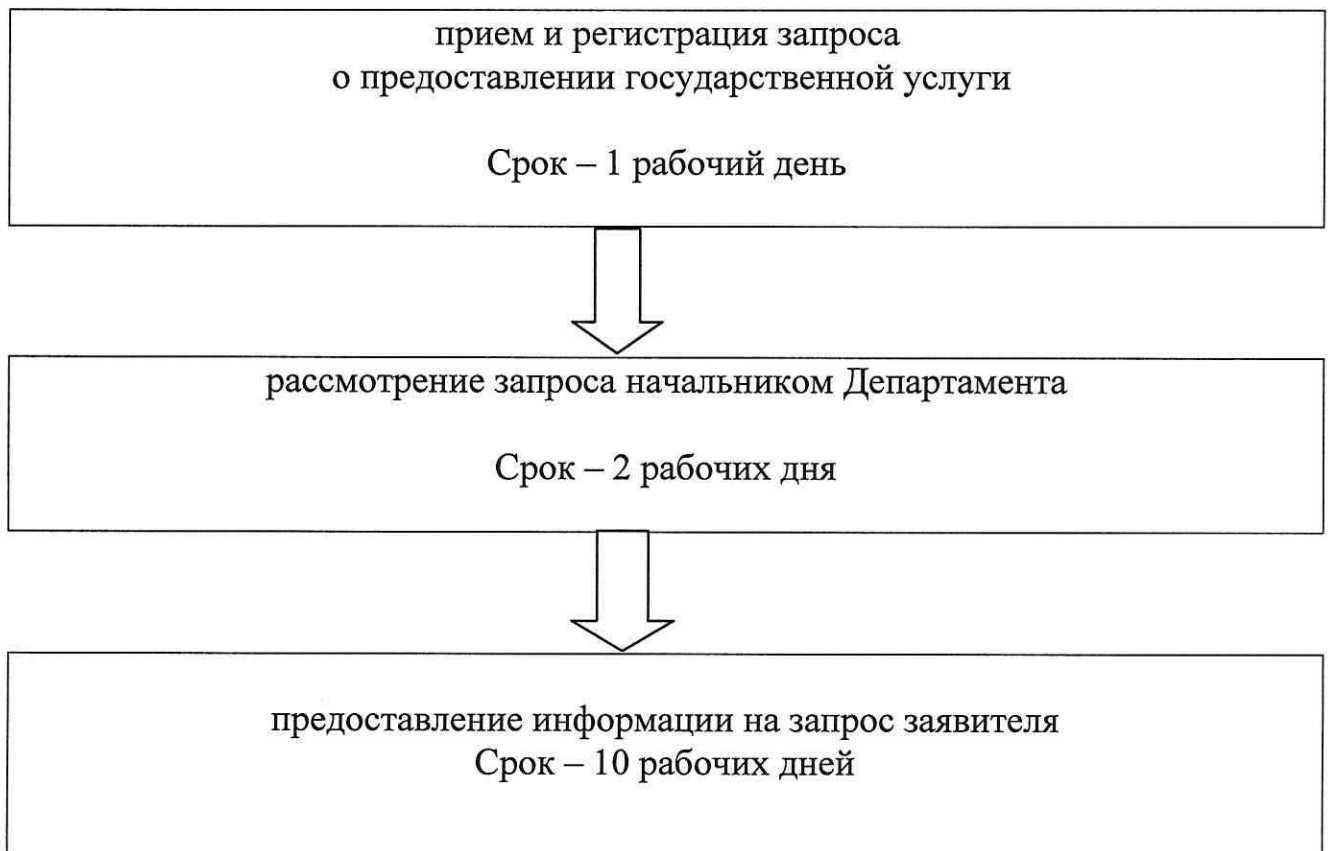 прием и регистрация запроса
о предоставлении государственной услуги
Срок – 1 рабочий день
рассмотрение запроса начальником Департамента
Срок – 2 рабочих дня
предоставление информации на запрос заявителя
Срок – 10 рабочих дней